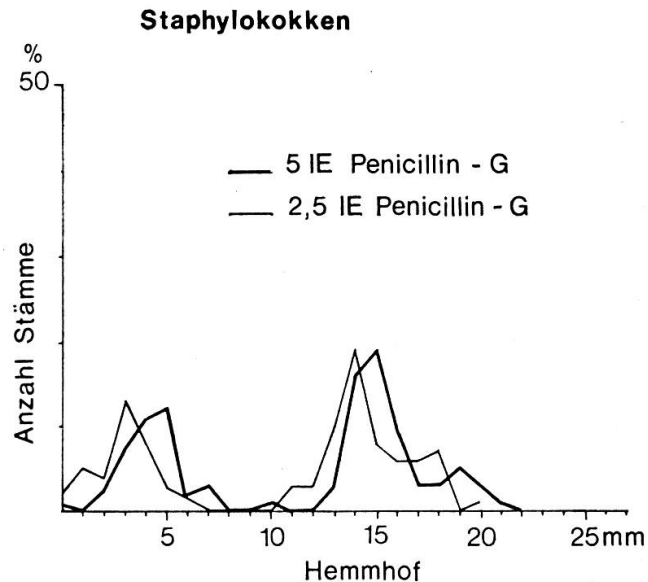 Staphylokokken
%
50
5 IE Penicillin - G
2,5 IE Penicillin - G
Anzahl Stämme
5 10 15 20 25mm
Hemmhof